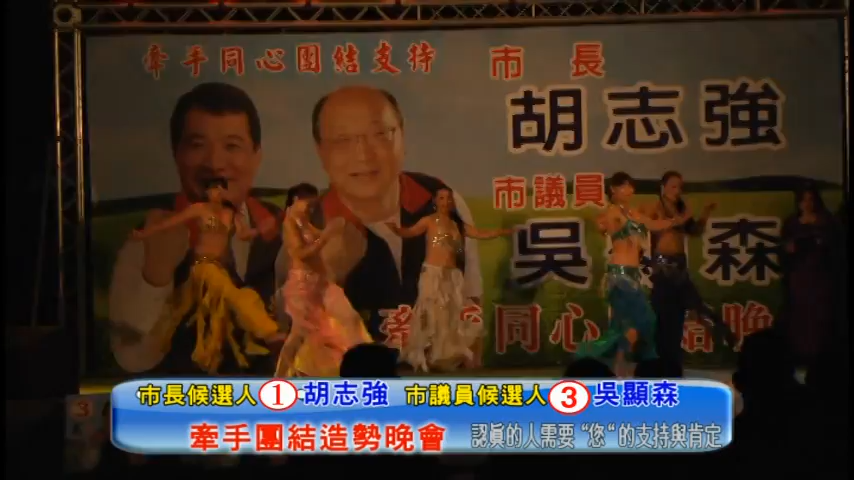 牽手同心團結支持
市長
胡志強
市議員
吳 森
牽 同心 晚
市長候選人 1 胡志強 市議員候選人 3 吳顯森
牽手團結造勢晚會 認真的人需要“您“的支持與肯定
3